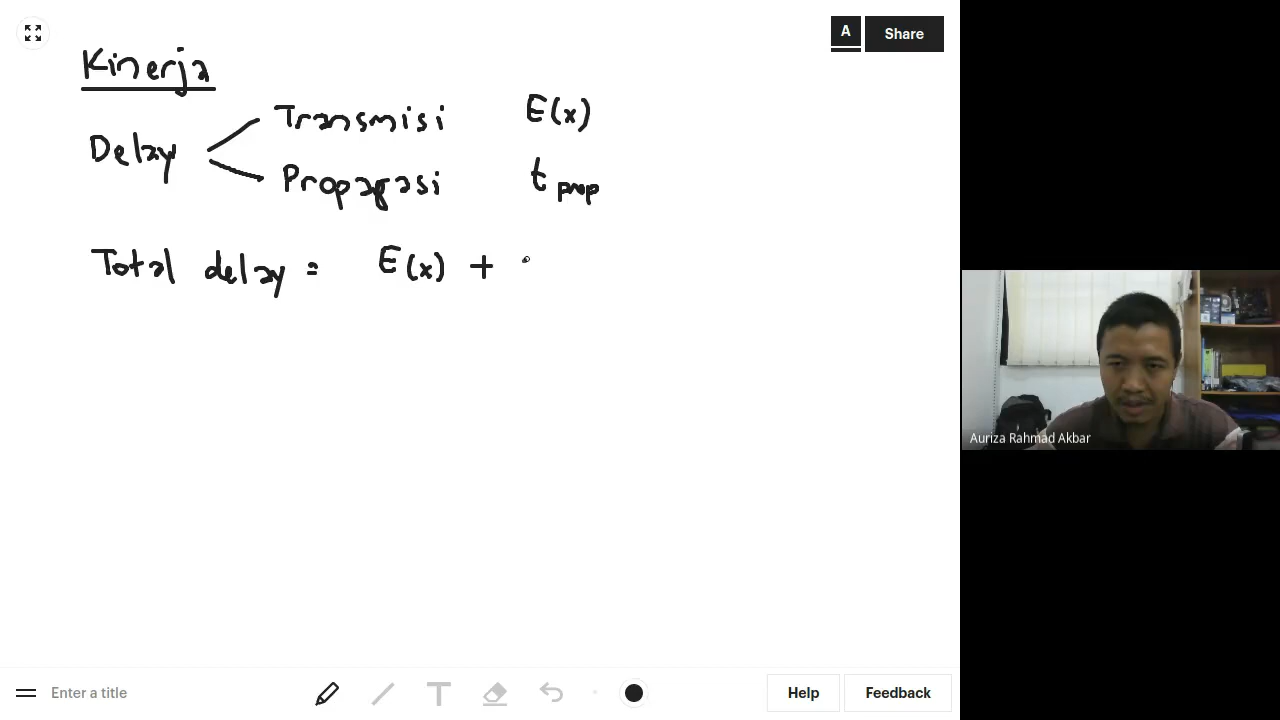 A
Share
Kinerja
Delay
Transmisi E(x)
Propagasi t prop
Total delay = E(x) +
Auriza Rahmad Akbar
Enter a title
T
Help
Feedback